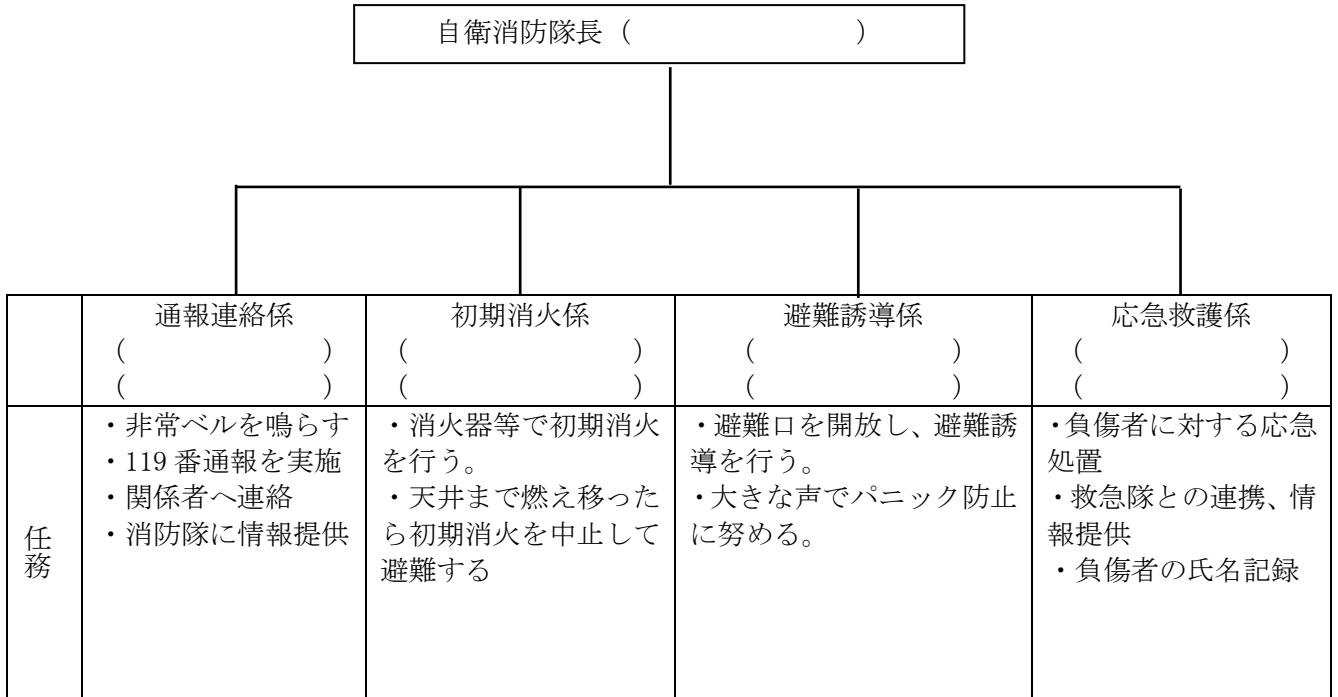 自衛消防隊長(　　　　　　　　)
通報連絡係
(　　　　　　　)
(　　　　　　　)
初期消火係
(　　　　　　　)
(　　　　　　　)
避難誘導係
(　　　　　　　)
(　　　　　　　)
応急救護係
(　　　　　　　)
(　　　　　　　)
任務
・非常ベルを鳴らす
・119番通報を実施
・関係者へ連絡
・消防隊に情報提供
・消火器等で初期消火
を行う。
・天井まで燃え移った
ら初期消火を中止して
避難する
・避難口を開放し、避難誘
導を行う。
・大きな声でパニック防止
に努める。
・負傷者に対する応急
処置
・救急隊との連携、情
報提供
・負傷者の氏名記録